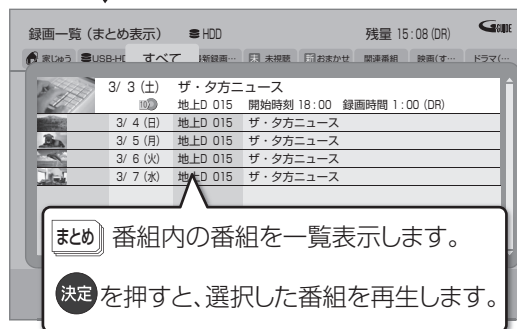 録画一覧(まとめ表示) HDD 残量 15:08(DR) G GUIDE
家じゅう USB-HD すべて 最新録画… 未視聴 おまかせ 関連番組 映画(す… ドラマ(…
3/ 3(土) ザ・夕方ニュース
地上D 015 開始時刻 18:00 録画時間 1:00(DR)
3/ 4(日) 地上D 015 ザ・夕方ニュース
3/ 5(月) 地上D 015 ザ・夕方ニュース
3/ 6(火) 地上D 015 ザ・夕方ニュース
3/ 7(水) 地上D 015 ザ・夕方ニュース
まとめ 番組内の番組を一覧表示します。
決定を押すと、選択した番組を再生します。